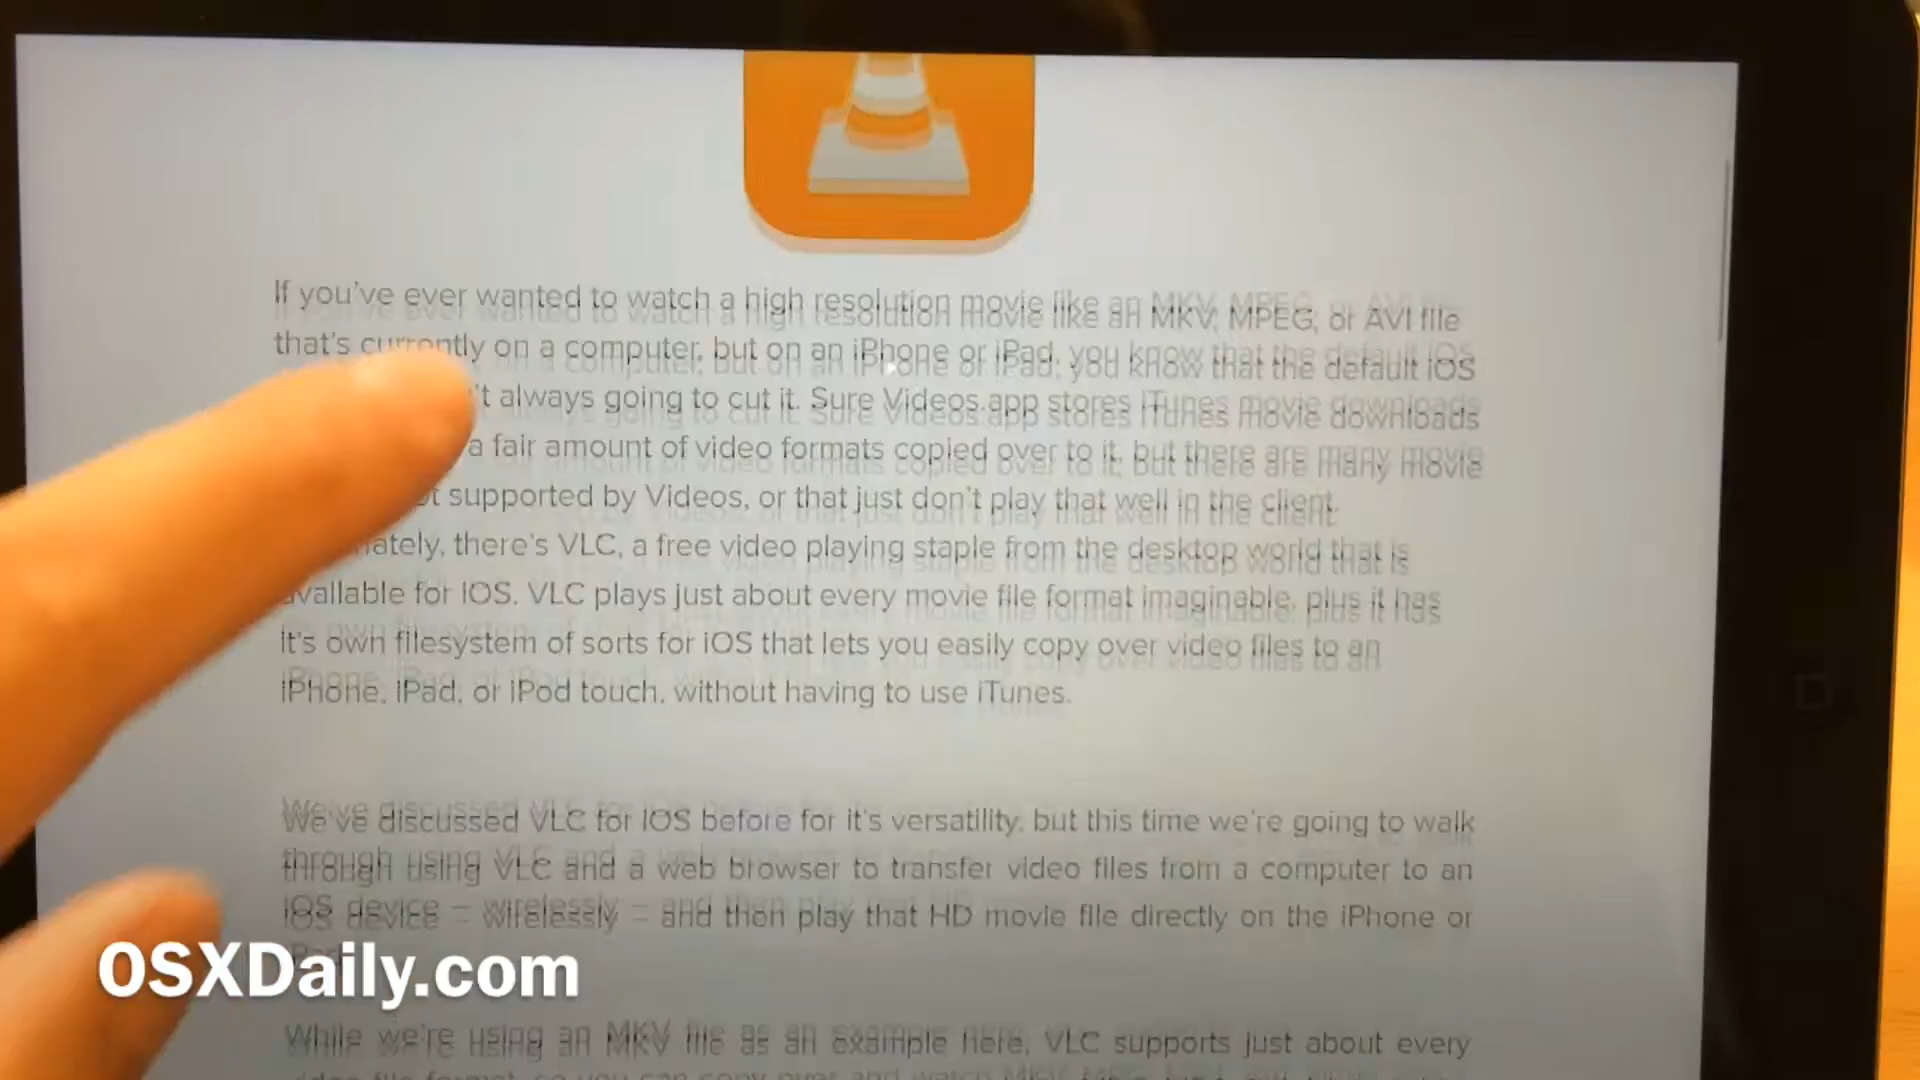 If you've ever wanted to watch a high resolution movie like an MKV, MPEG, or AVI file
that's currently on a computer, but on an iPhone or iPad, you know that the default iOS
't always going to cut it. Sure Videos.app stores iTunes movie downloads
a fair amount of video formats copied over to it, but there are many movie
supported by Videos, or that just don't play that well in the client.
ately, there's VLC, a free video playing staple from the desktop world that is
available for iOS. VLC plays just about every movie file format imaginable, plus it has
it's own filesystem of sorts for iOS that lets you easily copy over video files to an
iPhone, iPad, or iPod touch, without having to use iTunes.
We've discussed VLC for iOS before for it's versatility, but this time we're going to walk
through using VLC and a web browser to transfer video files from a computer to an
iOS device – wirelessly – and then play that HD movie file directly on the iPhone or
iPad.
OSXDaily.com
While we're using an MKV file as an example here, VLC supports just about every